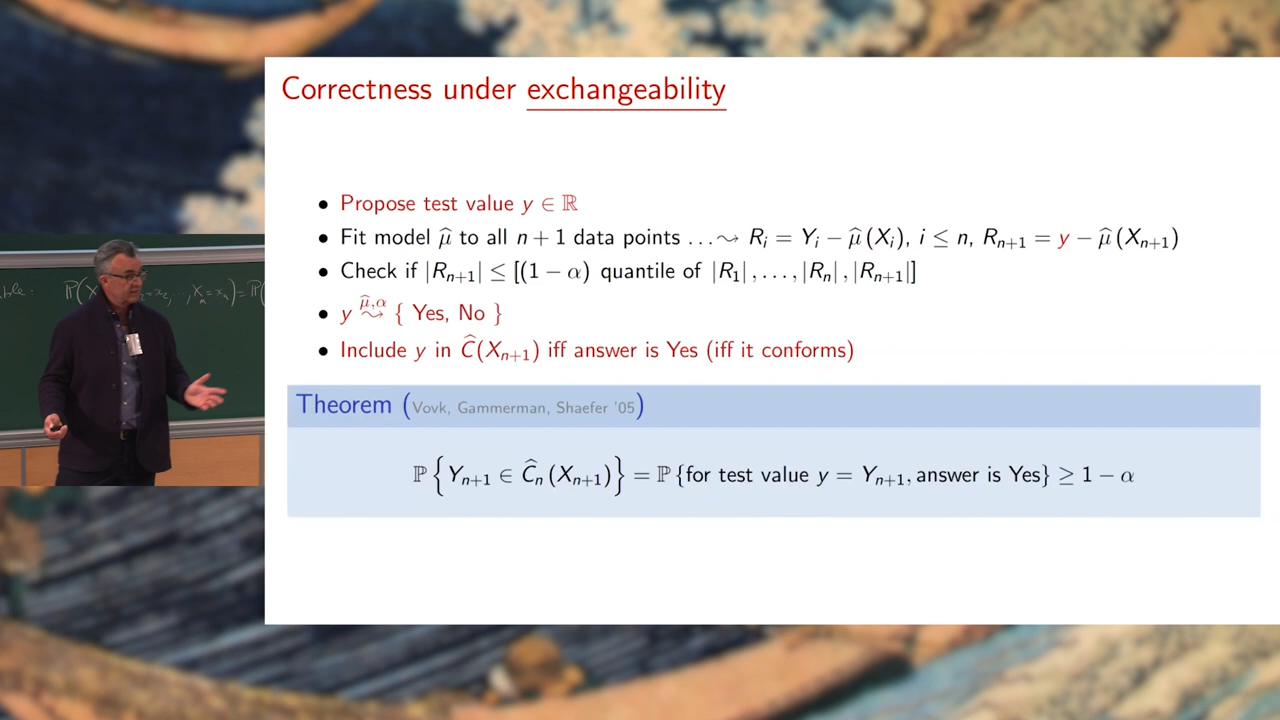 Correctness under exchangeability
• Propose test value y ∈ ℝ
• Fit model μ̂ to all n + 1 data points …⇝ Rᵢ = Yᵢ − μ̂(Xᵢ), i ≤ n, Rₙ₊₁ = y − μ̂(Xₙ₊₁)
• Check if |Rₙ₊₁| ≤ [(1 − α) quantile of |R₁|, …, |Rₙ|, |Rₙ₊₁|]
• y ⇝^{μ̂,α} { Yes, No }
• Include y in Ĉ(Xₙ₊₁) iff answer is Yes (iff it conforms)
Theorem (Vovk, Gammerman, Shaefer '05)
ℙ{Yₙ₊₁ ∈ Ĉₙ(Xₙ₊₁)} = ℙ{for test value y = Yₙ₊₁, answer is Yes} ≥ 1 − α